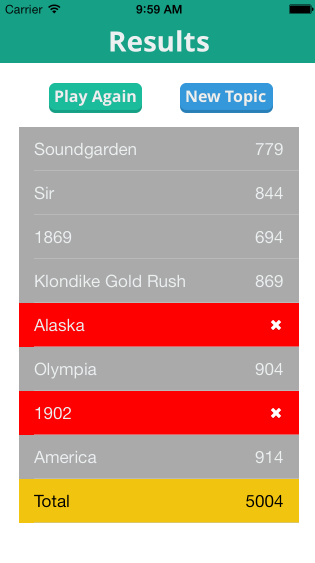 Carrier 9:59 AM
Results
Play Again New Topic
Soundgarden 779
Sir 844
1869 694
Klondike Gold Rush 869
Alaska ✖
Olympia 904
1902 ✖
America 914
Total 5004